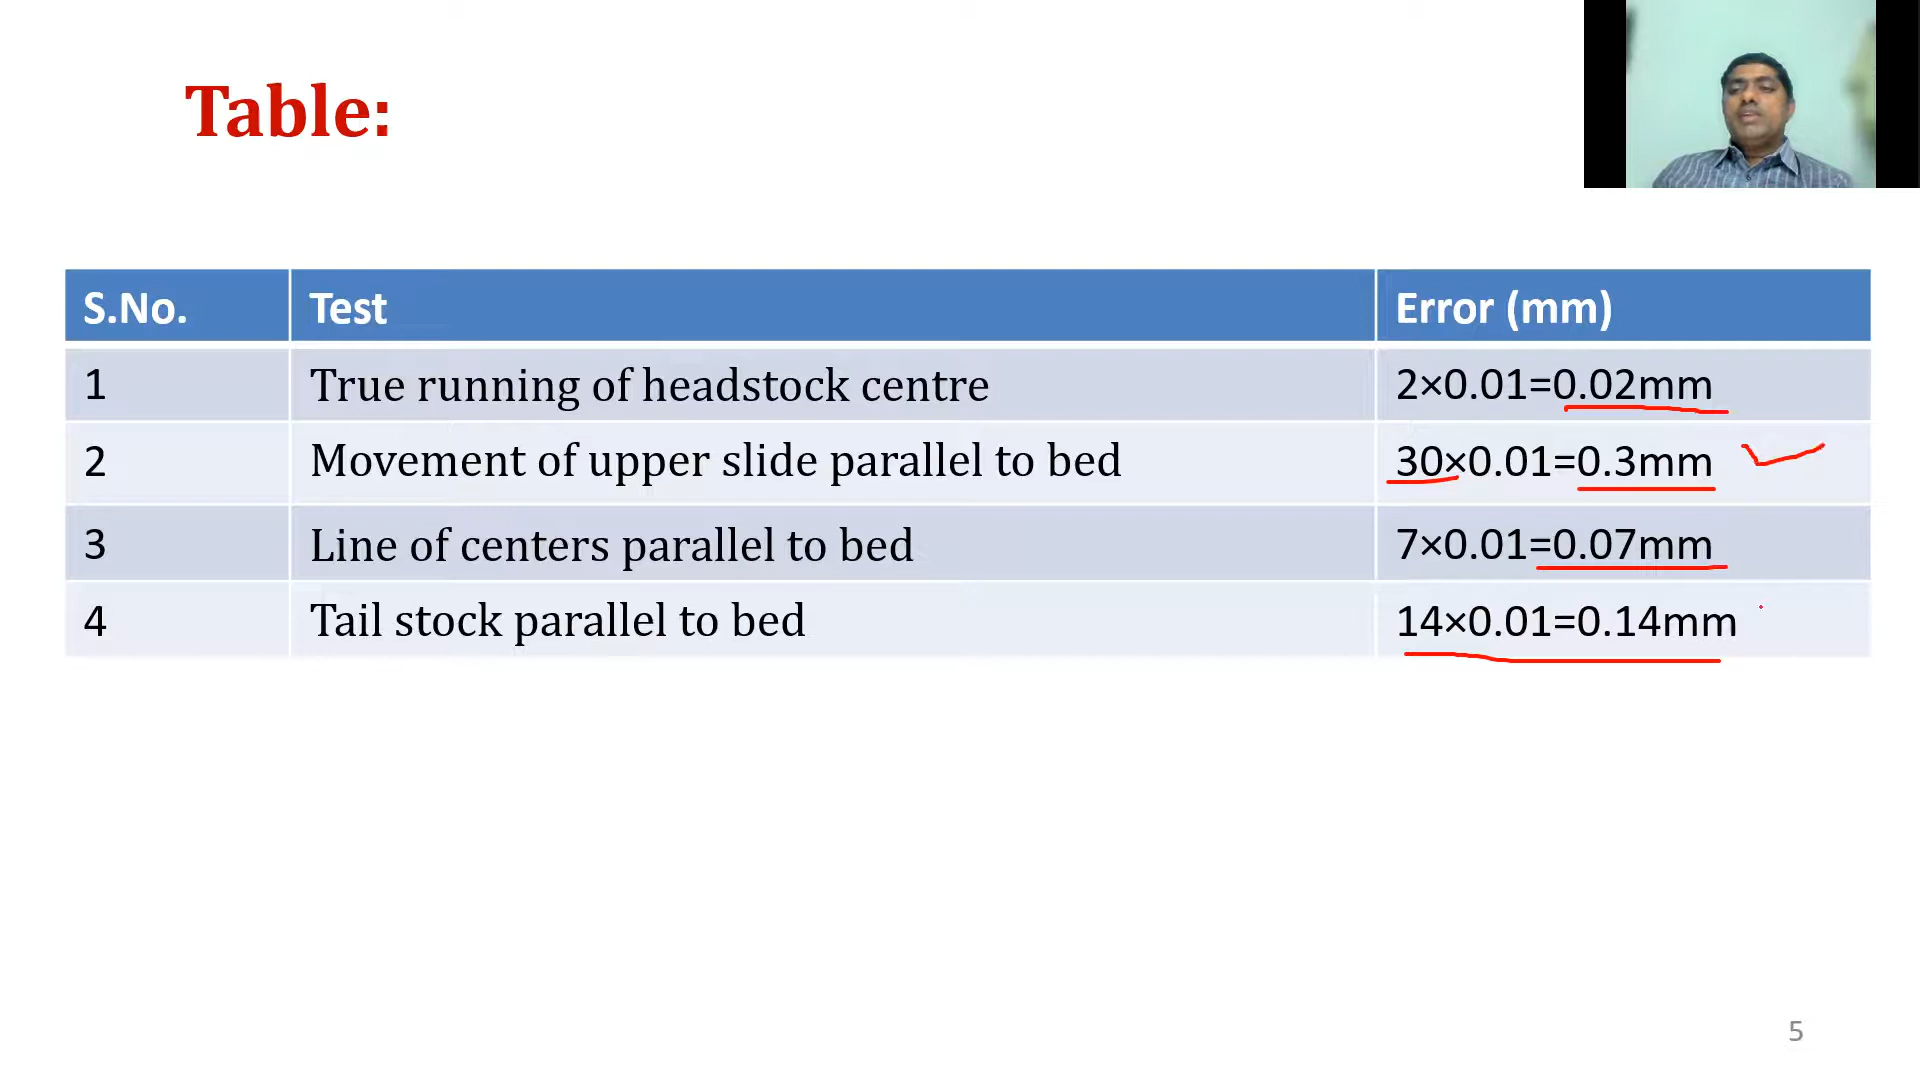 Table:
S.No. Test Error (mm)
1 True running of headstock centre 2×0.01=0.02mm
2 Movement of upper slide parallel to bed 30×0.01=0.3mm
3 Line of centers parallel to bed 7×0.01=0.07mm
4 Tail stock parallel to bed 14×0.01=0.14mm
5